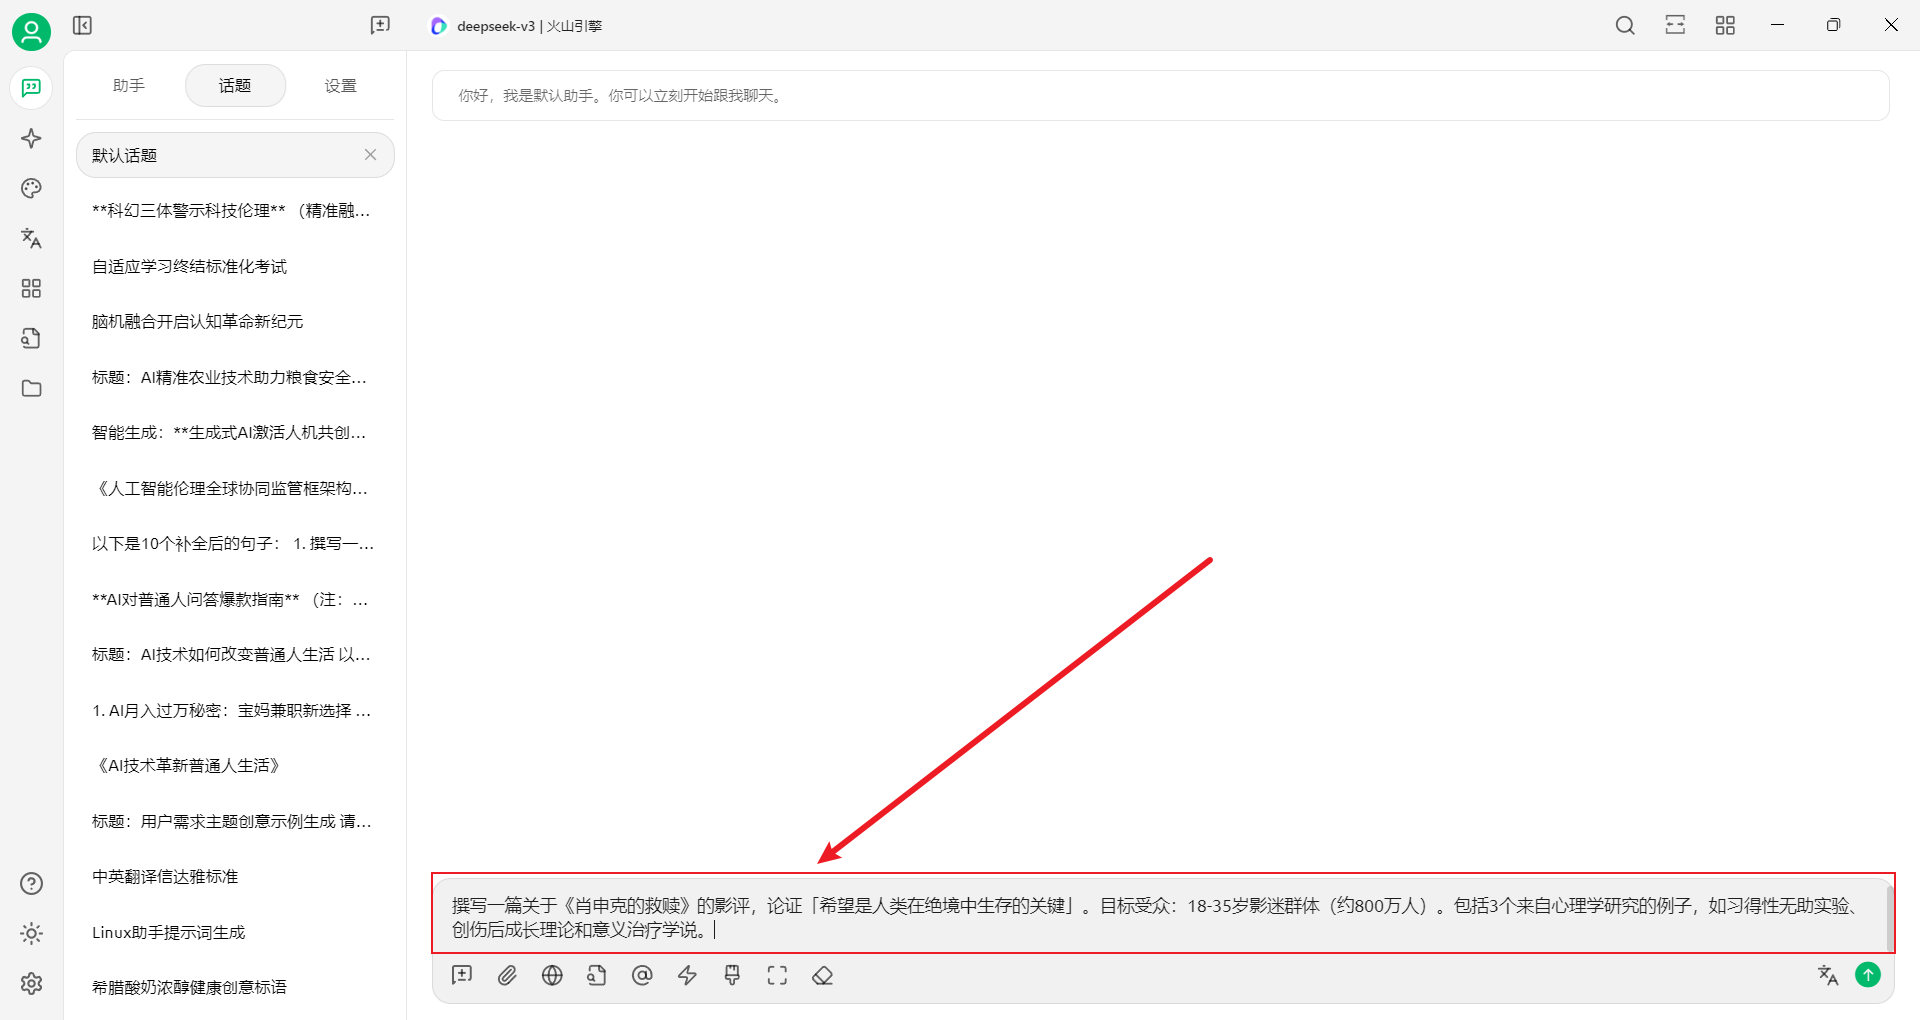 deepseek-v3 | 火山引擎
助手
话题
设置
默认话题
**科幻三体警示科技伦理** （精准融...
自适应学习终结标准化考试
脑机融合开启认知革命新纪元
标题：AI精准农业技术助力粮食安全...
智能生成：**生成式AI激活人机共创...
《人工智能伦理全球协同监管框架构...
以下是10个补全后的句子： 1. 撰写一...
**AI对普通人问答爆款指南** （注：...
标题：AI技术如何改变普通人生活 以...
1. AI月入过万秘密：宝妈兼职新选择 ...
《AI技术革新普通人生活》
标题：用户需求主题创意示例生成 请...
中英翻译信达雅标准
Linux助手提示词生成
希腊酸奶浓醇健康创意标语
你好，我是默认助手。你可以立刻开始跟我聊天。
撰写一篇关于《肖申克的救赎》的影评，论证「希望是人类在绝境中生存的关键」。目标受众：18-35岁影迷群体（约800万人）。包括3个来自心理学研究的例子，如习得性无助实验、
创伤后成长理论和意义治疗学说。